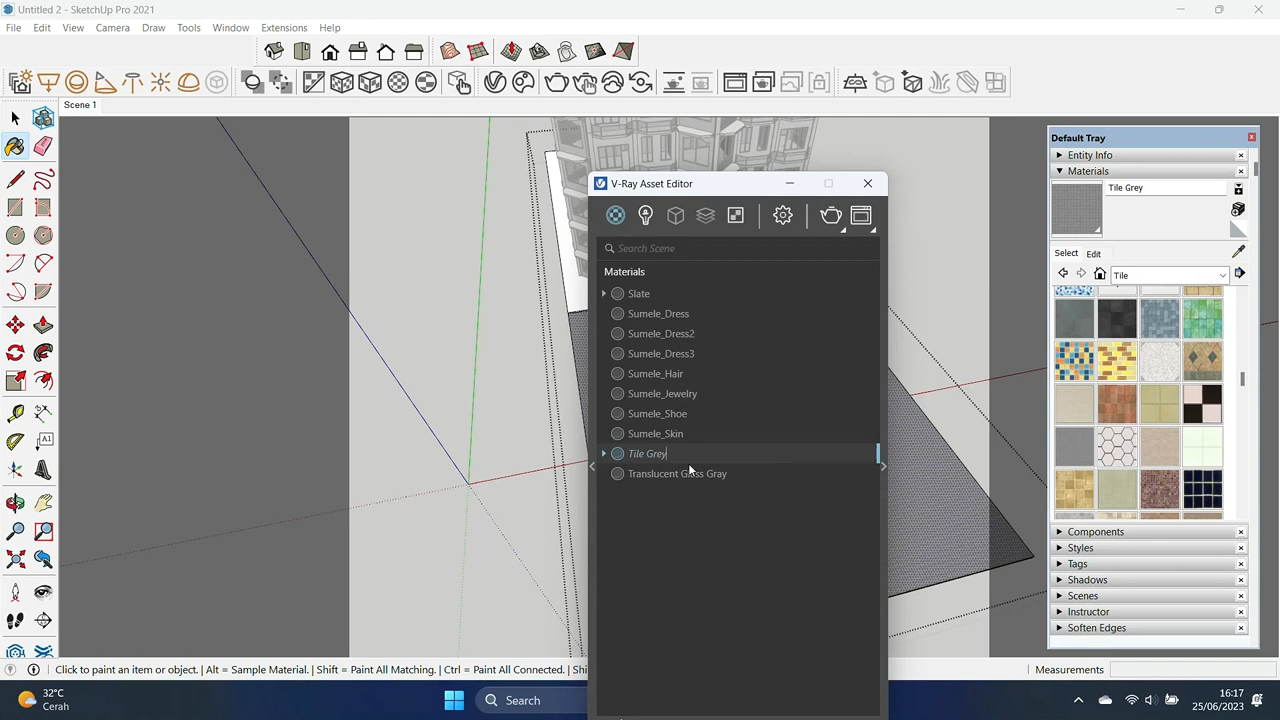 Untitled 2 - SketchUp Pro 2021
File Edit View Camera Draw Tools Window Extensions Help
Scene 1
Default Tray
Entity Info
Materials
Tile Grey
Select Edit
Tile
Components
Styles
Tags
Shadows
Scenes
Instructor
Soften Edges
V-Ray Asset Editor
Search Scene
Materials
Slate
Sumele_Dress
Sumele_Dress2
Sumele_Dress3
Sumele_Hair
Sumele_Jewelry
Sumele_Shoe
Sumele_Skin
Tile Grey
Translucent Glass Gray
A1
Click to paint an item or object. | Alt = Sample Material. | Shift = Paint All Matching. | Ctrl = Paint All Connected. | Shi
Measurements
32°C
Cerah
Search
16:17
25/06/2023